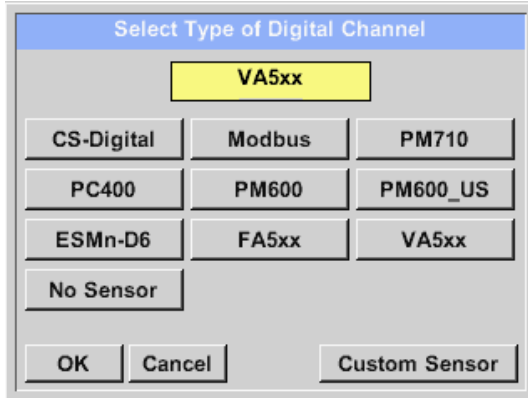 Select Type of Digital Channel
VA5xx
CS-Digital Modbus PM710
PC400 PM600 PM600_US
ESMn-D6 FA5xx VA5xx
No Sensor
OK Cancel Custom Sensor